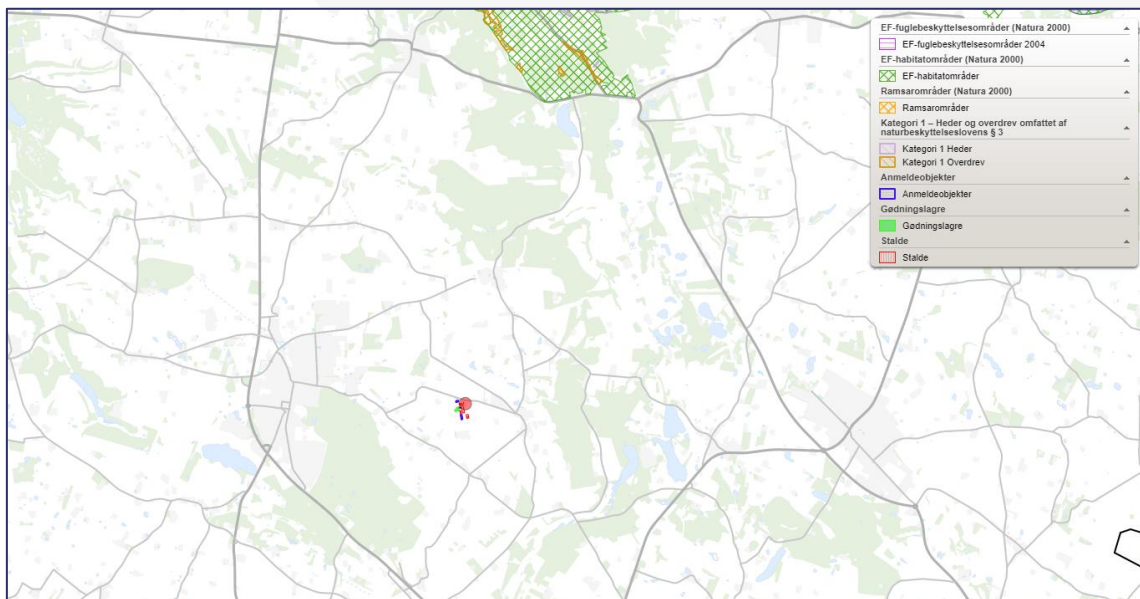 EF-fuglebeskyttelsesområder (Natura 2000)
EF-fuglebeskyttelsesområder 2004
EF-habitatområder (Natura 2000)
EF-habitatområder
Ramsarområder (Natura 2000)
Ramsarområder
Kategori 1 – Heder og overdrev omfattet af
naturbeskyttelseslovens § 3
Kategori 1 Heder
Kategori 1 Overdrev
Anmeldeobjekter
Anmeldeobjekter
Gødningslagre
Gødningslagre
Stalde
Stalde